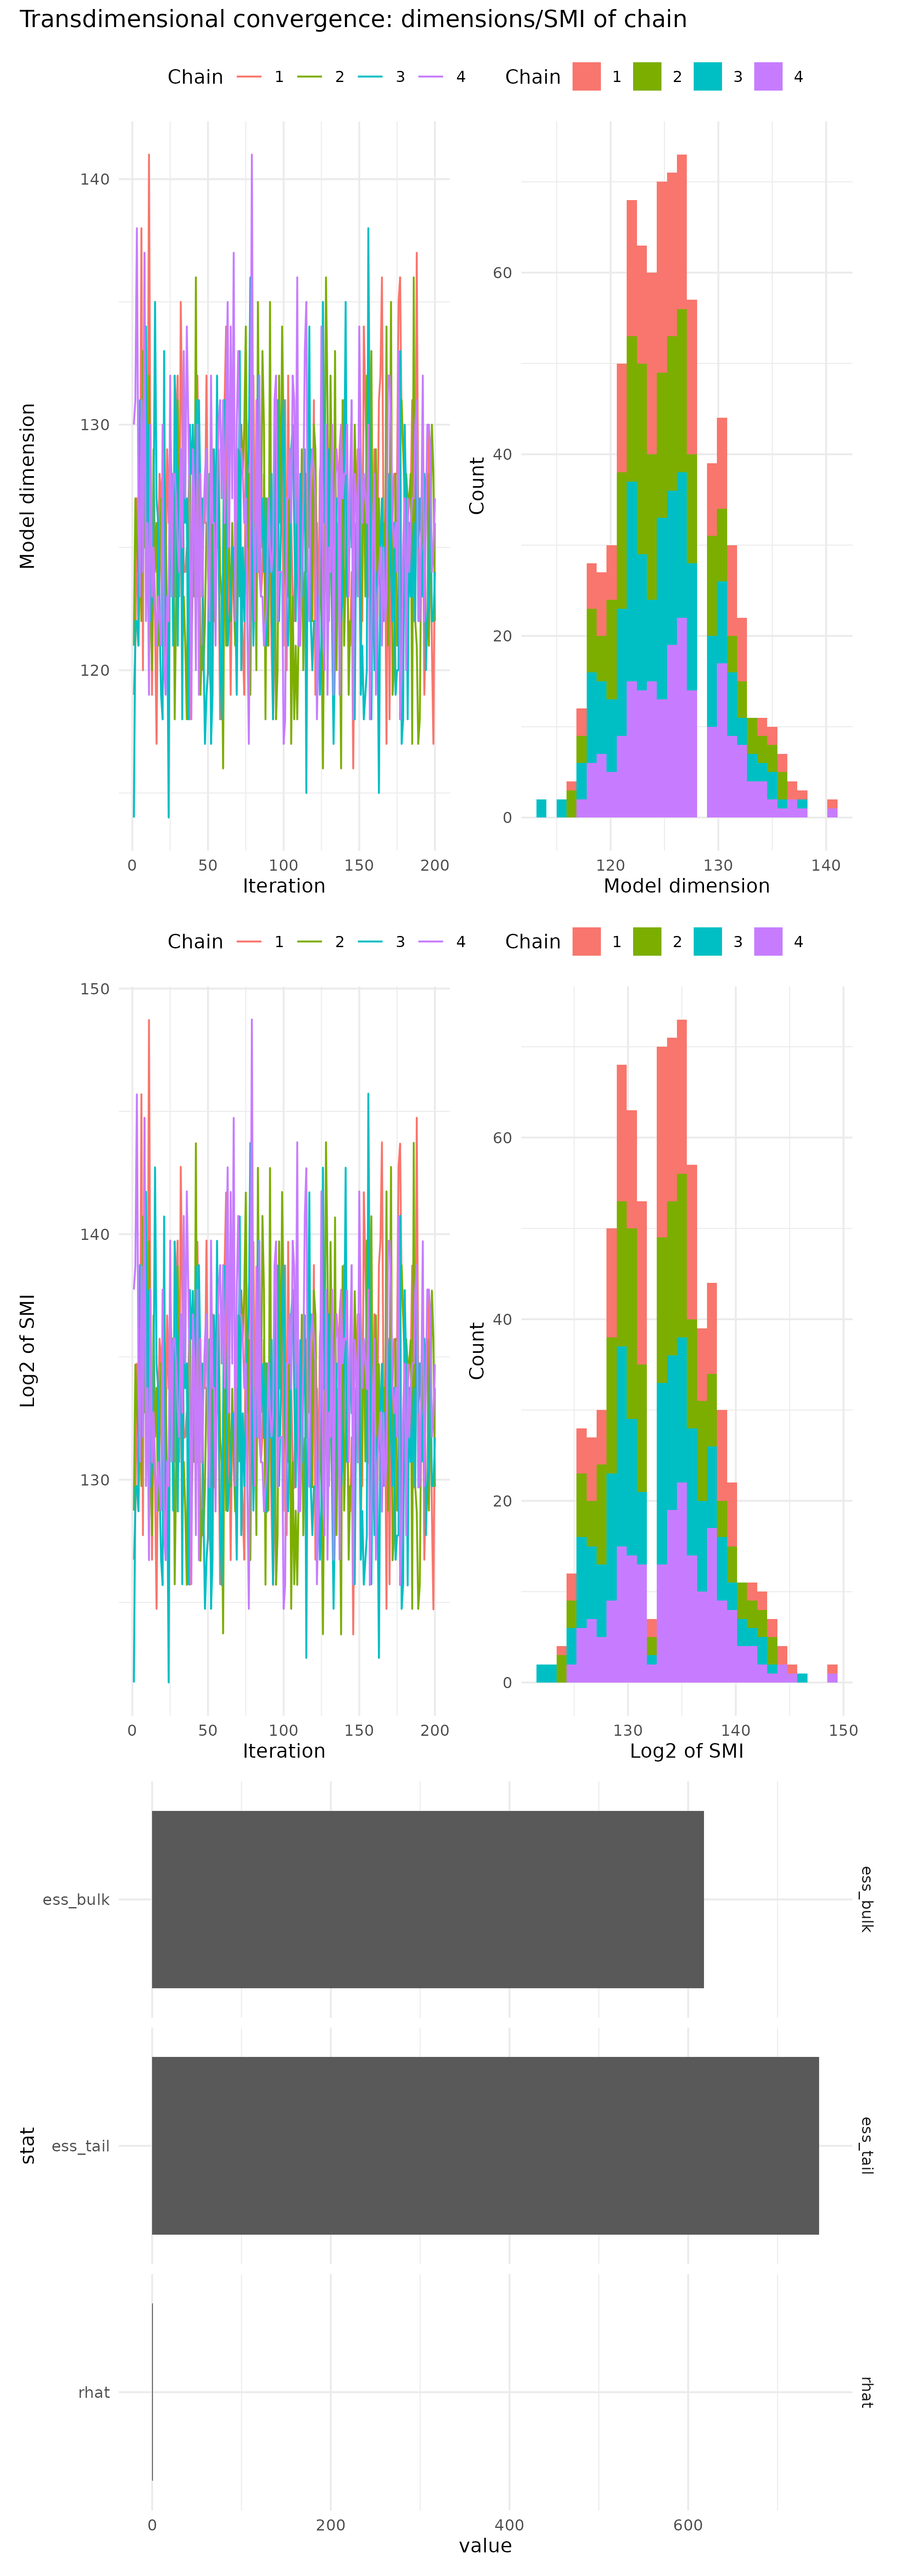 Transdimensional convergence: dimensions/SMI of chain
Chain 1 2 3 4
Chain 1 2 3 4
Model dimension
140
130
120
0 50 100 150 200
Iteration
Count
60
40
20
0
120 130 140
Model dimension
Chain 1 2 3 4
Chain 1 2 3 4
Log2 of SMI
150
140
130
0 50 100 150 200
Iteration
Count
60
40
20
0
130 140 150
Log2 of SMI
stat
ess_bulk
ess_bulk
ess_tail
ess_tail
rhat
rhat
0 200 400 600
value